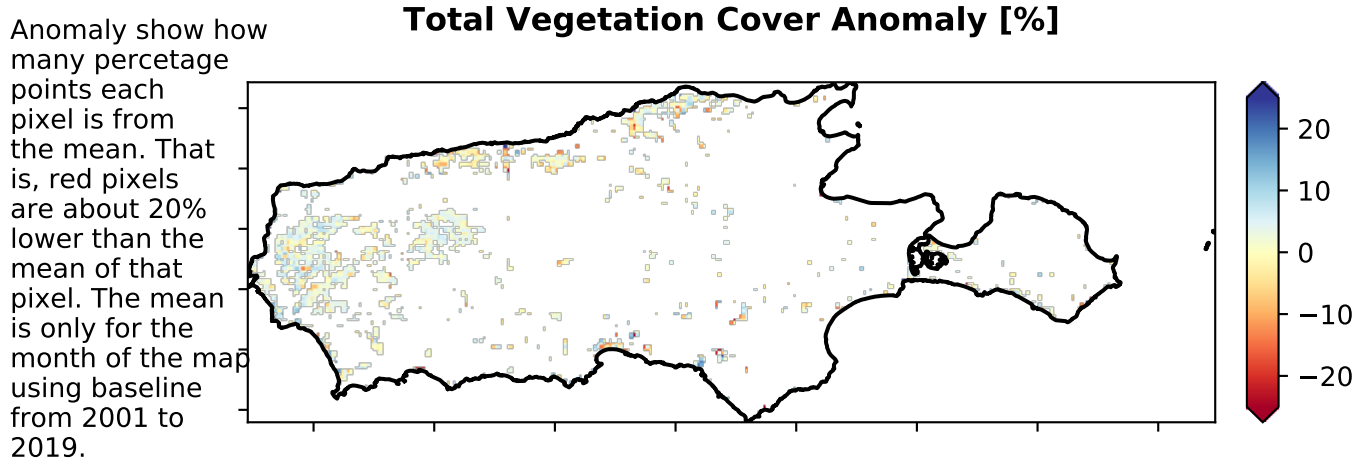 Total Vegetation Cover Anomaly [%]
Anomaly show how
many percetage
points each
pixel is from
the mean. That
is, red pixels
are about 20%
lower than the
mean of that
pixel. The mean
is only for the
month of the map
using baseline
from 2001 to
2019.
20
10
0
−10
−20